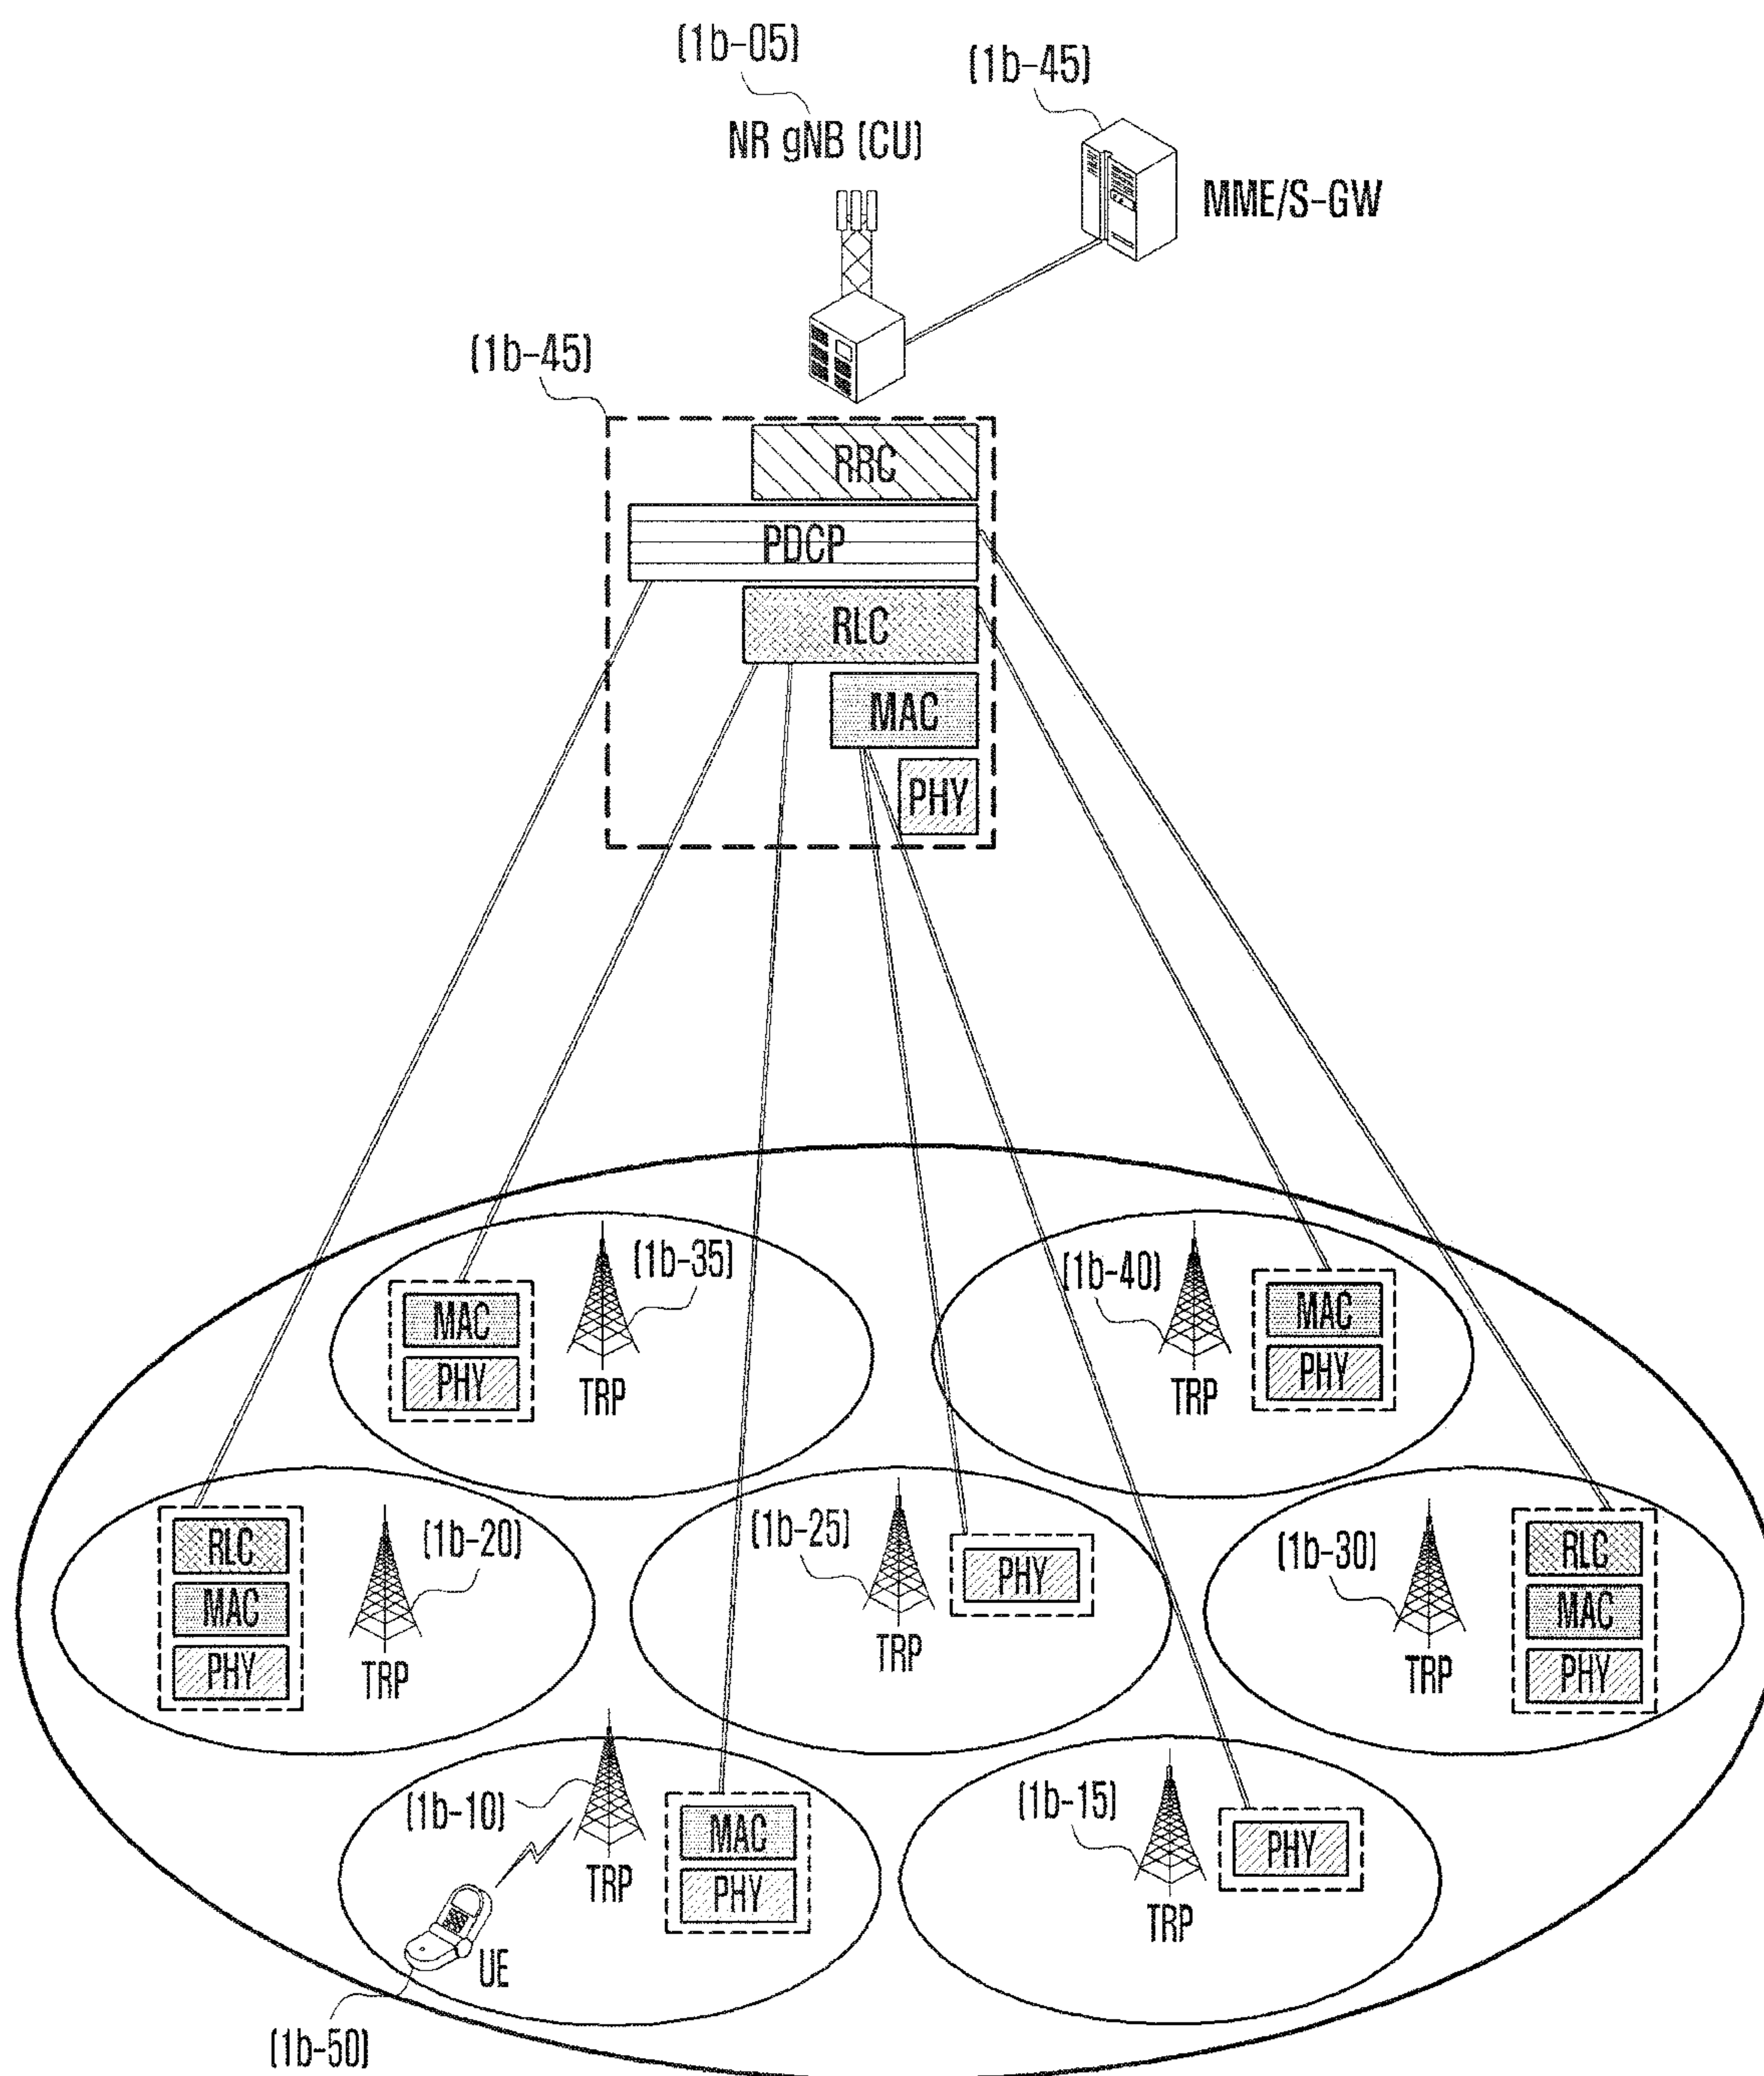 (1b-05)
(1b-45)
NR gNB (CU)
MME/S-GW
(1b-45)
RRC
PDCP
RLC
MAC
PHY
(1b-35)
MAC
PHY
TRP
(1b-40)
MAC
PHY
TRP
RLC
MAC
PHY
(1b-20)
TRP
(1b-25)
PHY
TRP
(1b-30)
TRP
RLC
MAC
PHY
(1b-10)
TRP
MAC
PHY
UE
(1b-50)
(1b-15)
TRP
PHY